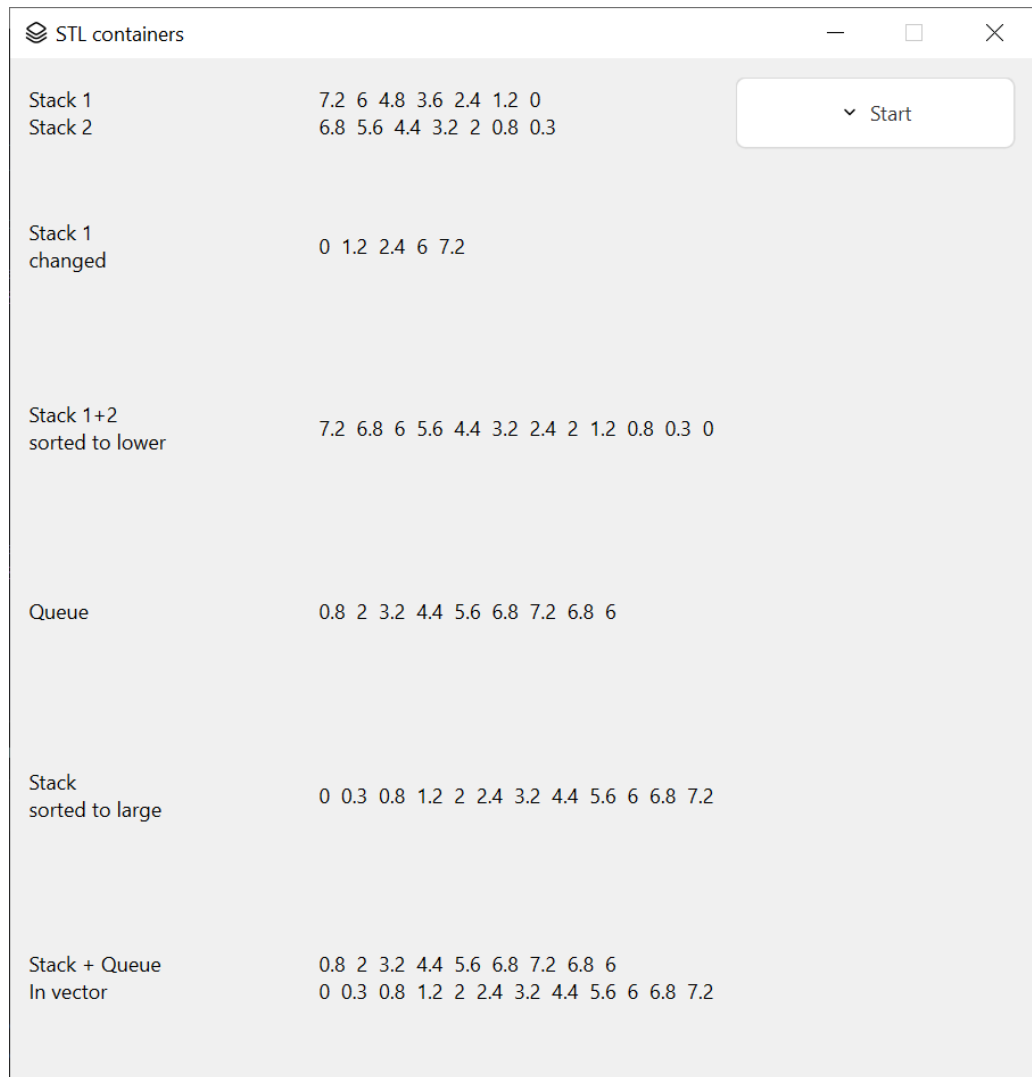 STL containers
Stack 1 7.2 6 4.8 3.6 2.4 1.2 0
Start
Stack 2 6.8 5.6 4.4 3.2 2 0.8 0.3
Stack 1
changed
0 1.2 2.4 6 7.2
Stack 1+2
sorted to lower
7.2 6.8 6 5.6 4.4 3.2 2.4 2 1.2 0.8 0.3 0
Queue 0.8 2 3.2 4.4 5.6 6.8 7.2 6.8 6
Stack
sorted to large
0 0.3 0.8 1.2 2 2.4 3.2 4.4 5.6 6 6.8 7.2
Stack + Queue 0.8 2 3.2 4.4 5.6 6.8 7.2 6.8 6
In vector 0 0.3 0.8 1.2 2 2.4 3.2 4.4 5.6 6 6.8 7.2